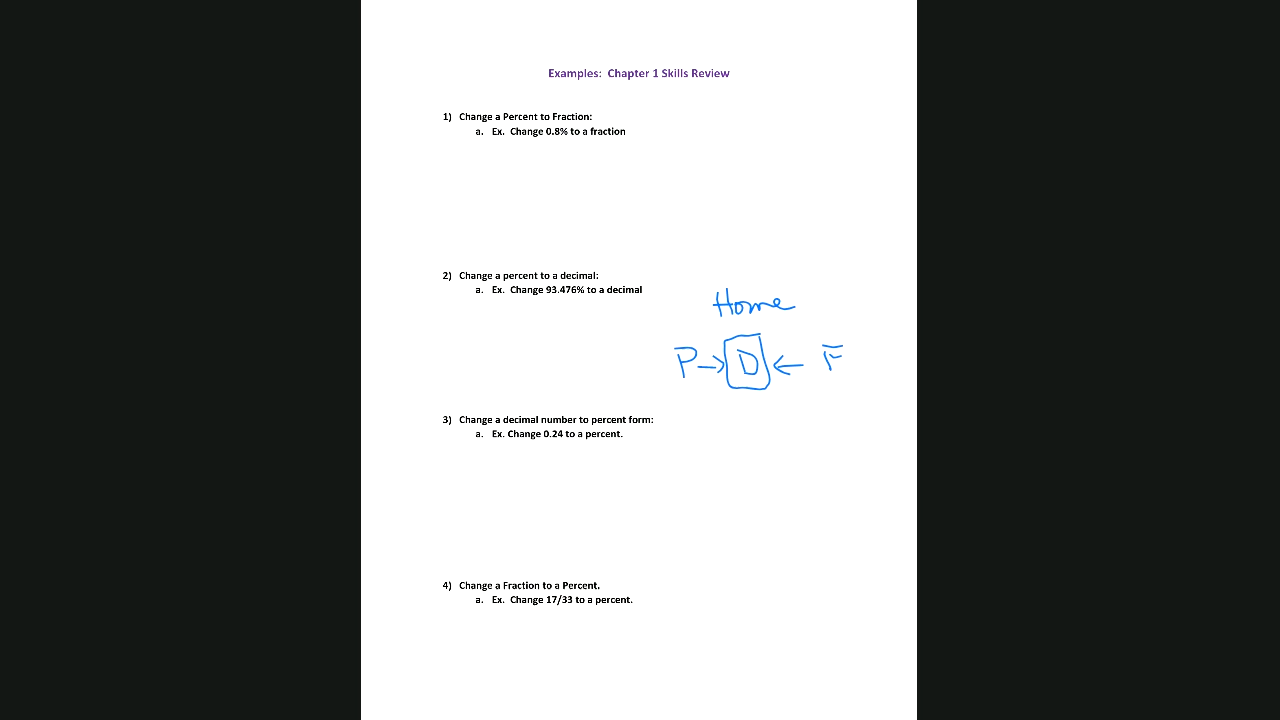 Examples:  Chapter 1 Skills Review
1) Change a Percent to Fraction:
a. Ex.  Change 0.8% to a fraction
2) Change a percent to a decimal:
a. Ex.  Change 93.476% to a decimal
Home
P → D ← F
3) Change a decimal number to percent form:
a. Ex. Change 0.24 to a percent.
4) Change a Fraction to a Percent.
a. Ex.  Change 17/33 to a percent.